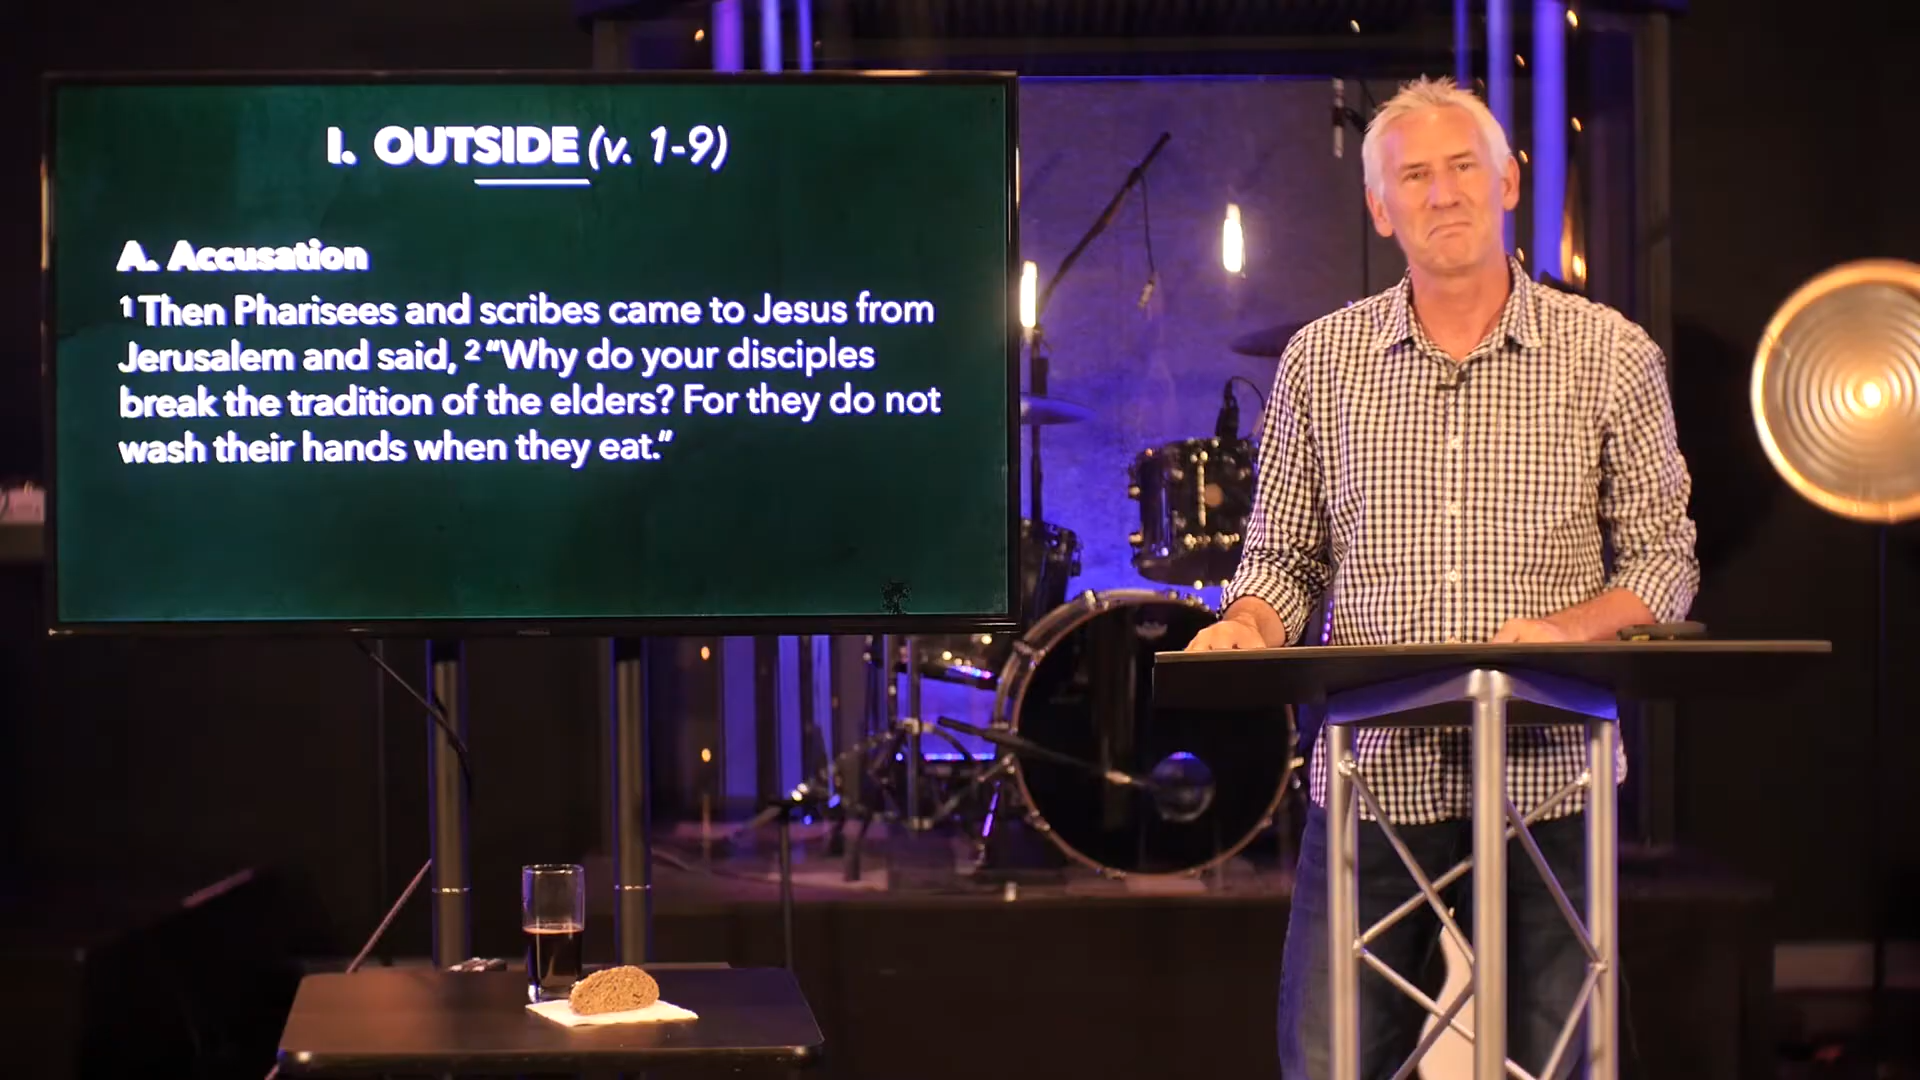 I. OUTSIDE (v. 1-9)
A. Accusation
¹ Then Pharisees and scribes came to Jesus from
Jerusalem and said, ² “Why do your disciples
break the tradition of the elders? For they do not
wash their hands when they eat.”